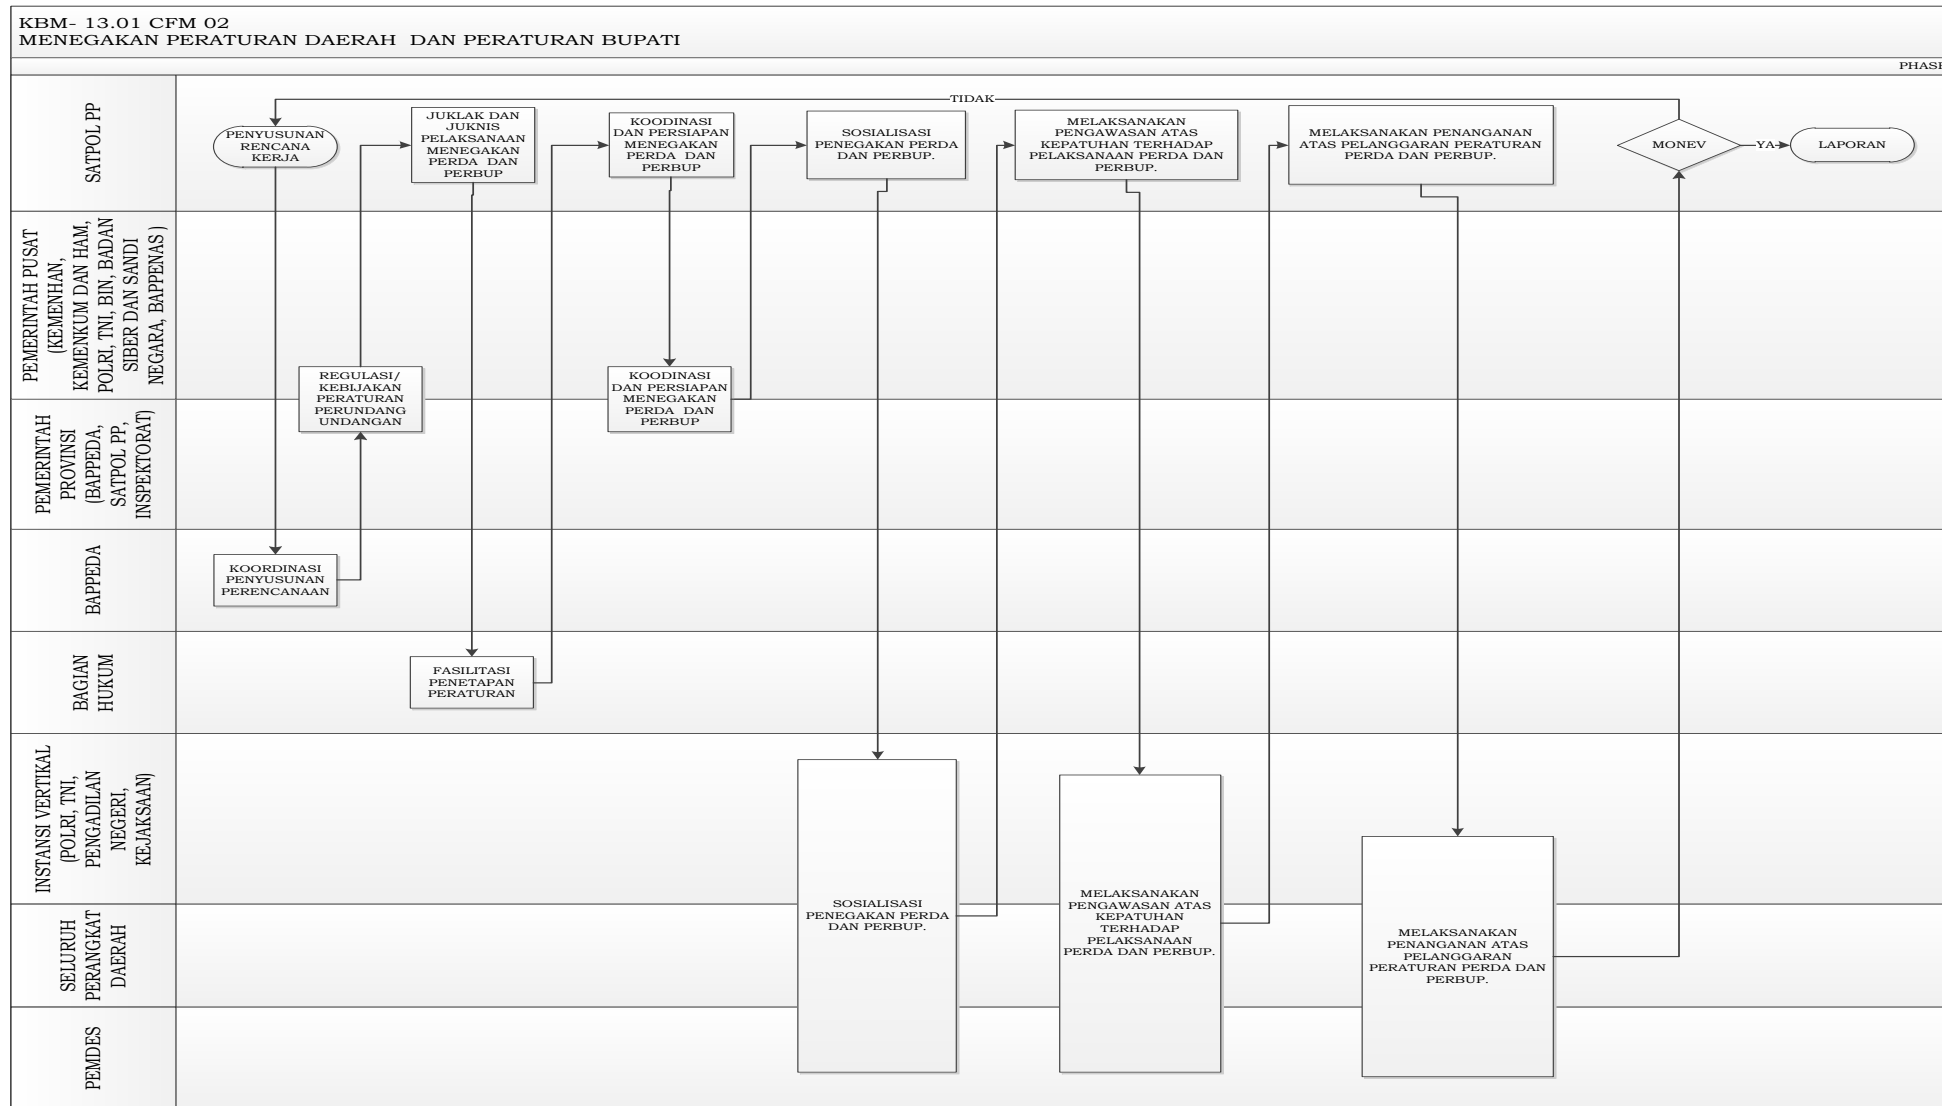 KBM- 13.01 CFM 02
MENEGAKAN PERATURAN DAERAH  DAN PERATURAN BUPATI
PHASE
SATPOL PP
TIDAK
PENYUSUNAN
RENCANA
KERJA
JUKLAK DAN
JUKNIS
PELAKSANAAN
MENEGAKAN
PERDA  DAN
PERBUP
KOODINASI
DAN PERSIAPAN
MENEGAKAN
PERDA  DAN
PERBUP
SOSIALISASI
PENEGAKAN PERDA
DAN PERBUP.
MELAKSANAKAN
PENGAWASAN ATAS
KEPATUHAN TERHADAP
PELAKSANAAN PERDA DAN
PERBUP.
MELAKSANAKAN PENANGANAN
ATAS PELANGGARAN PERATURAN
PERDA DAN PERBUP.
MONEV
YA
LAPORAN
PEMERINTAH PUSAT
(KEMENHAN,
KEMENKUM DAN HAM,
POLRI, TNI, BIN, BADAN
SIBER DAN SANDI
NEGARA, BAPPENAS )
REGULASI/
KEBIJAKAN
PERATURAN
PERUNDANG
UNDANGAN
KOODINASI
DAN PERSIAPAN
MENEGAKAN
PERDA  DAN
PERBUP
PEMERINTAH
PROVINSI
(BAPPEDA,
SATPOL PP,
INSPEKTORAT)
BAPPEDA
KOORDINASI
PENYUSUNAN
PERENCANAAN
BAGIAN
HUKUM
FASILITASI
PENETAPAN
PERATURAN
INSTANSI VERTIKAL
(POLRI, TNI,
PENGADILAN
NEGERI,
KEJAKSAAN)
SOSIALISASI
PENEGAKAN PERDA
DAN PERBUP.
MELAKSANAKAN
PENGAWASAN ATAS
KEPATUHAN
TERHADAP
PELAKSANAAN
PERDA DAN PERBUP.
MELAKSANAKAN
PENANGANAN ATAS
PELANGGARAN
PERATURAN PERDA DAN
PERBUP.
SELURUH
PERANGKAT
DAERAH
PEMDES